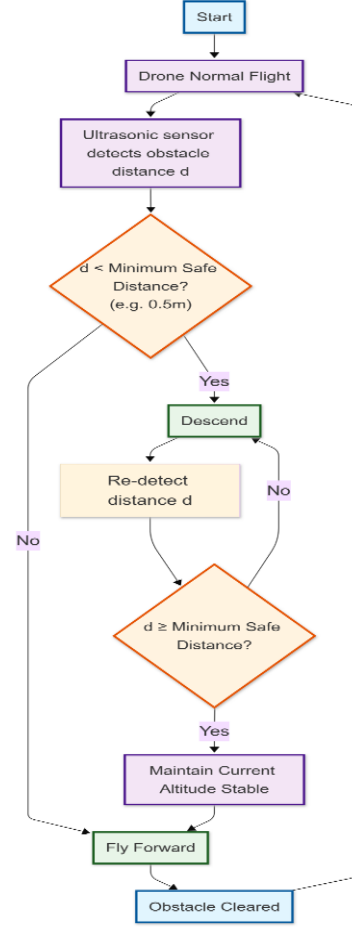 Start
Drone Normal Flight
Ultrasonic sensor
detects obstacle
distance d
d < Minimum Safe
Distance?
(e.g. 0.5m)
Yes
Descend
Re-detect
distance d
No
No
d ≥ Minimum Safe
Distance?
Yes
Maintain Current
Altitude Stable
Fly Forward
Obstacle Cleared